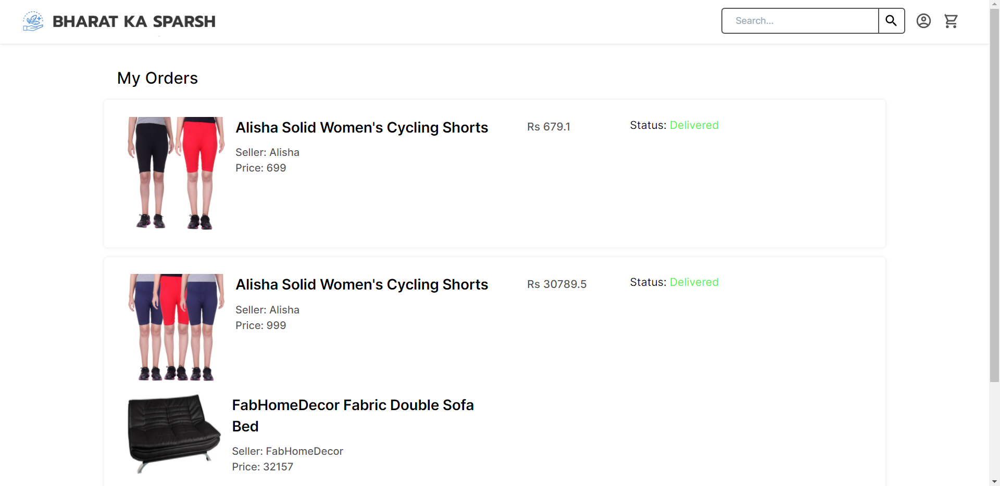 BHARAT KA SPARSH
Search...
My Orders
Alisha Solid Women's Cycling Shorts
Rs 679.1
Status: Delivered
Seller: Alisha
Price: 699
Alisha Solid Women's Cycling Shorts
Rs 30789.5
Status: Delivered
Seller: Alisha
Price: 999
FabHomeDecor Fabric Double Sofa
Bed
Seller: FabHomeDecor
Price: 32157